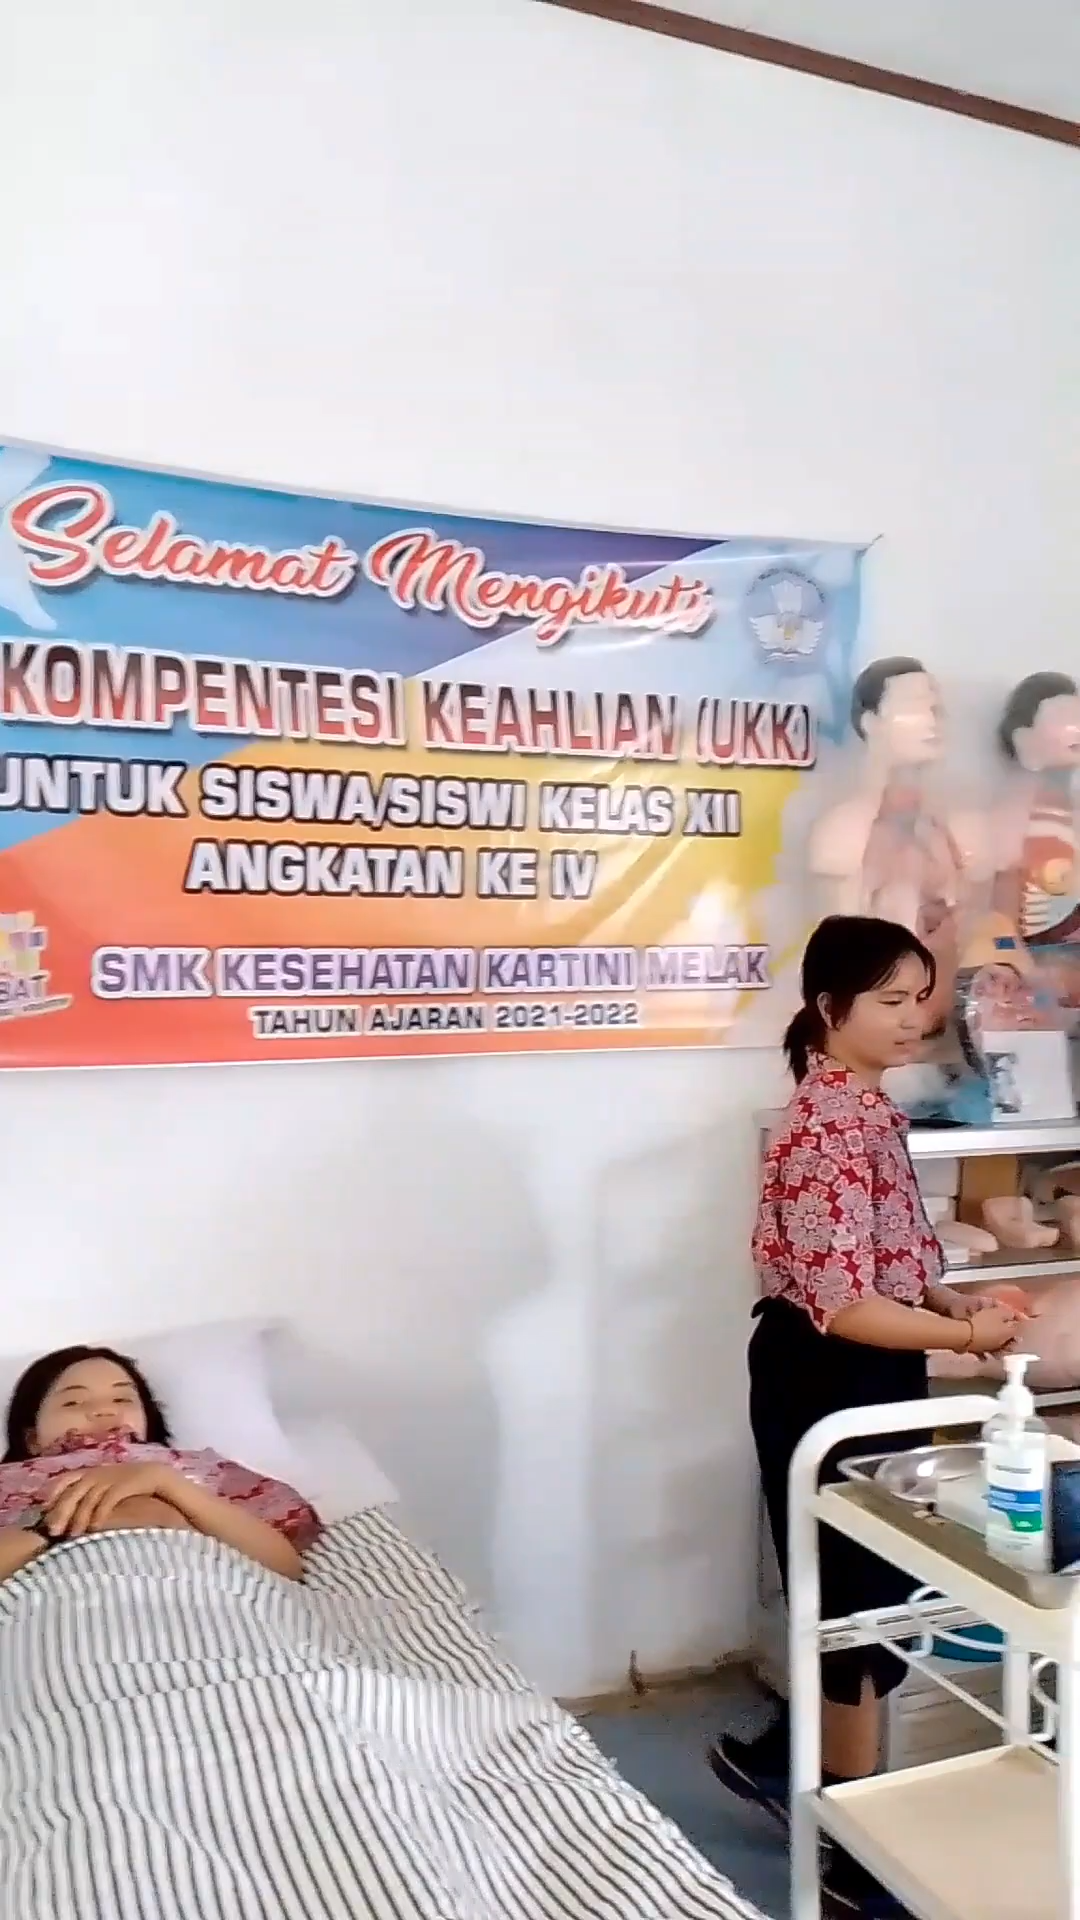 Selamat Mengikuti
KOMPENTESI KEAHLIAN (UKK)
UNTUK SISWA/SISWI KELAS XII
ANGKATAN KE IV
SMK KESEHATAN KARTINI MELAK
TAHUN AJARAN 2021-2022